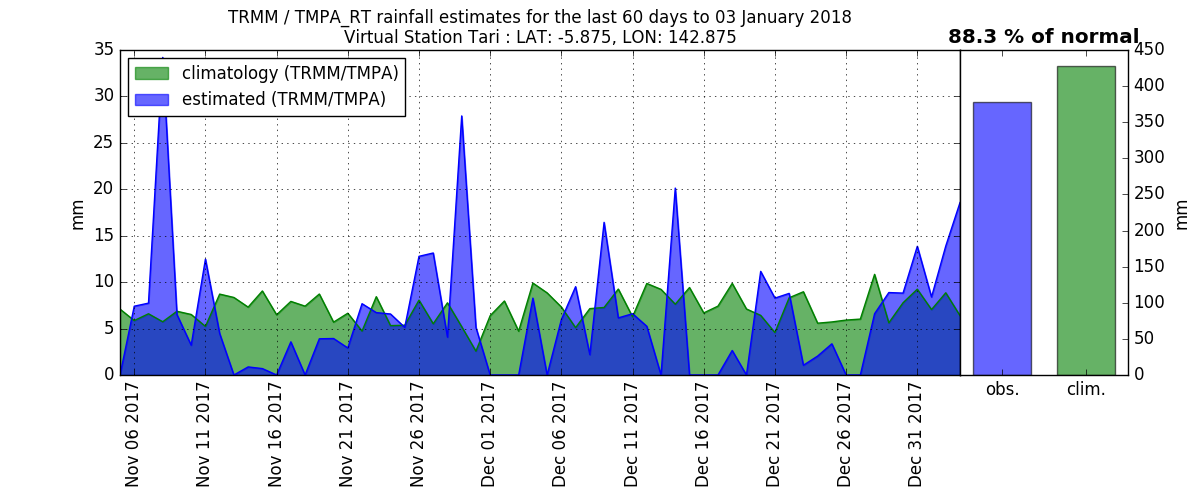 TRMM / TMPA_RT rainfall estimates for the last 60 days to 03 January 2018
Virtual Station Tari : LAT: -5.875, LON: 142.875
88.3 % of normal
climatology (TRMM/TMPA)
estimated (TRMM/TMPA)
35
30
25
20
15
10
5
0
mm
Nov 06 2017
Nov 11 2017
Nov 16 2017
Nov 21 2017
Nov 26 2017
Dec 01 2017
Dec 06 2017
Dec 11 2017
Dec 16 2017
Dec 21 2017
Dec 26 2017
Dec 31 2017
450
400
350
300
250
200
150
100
50
0
mm
obs.
clim.